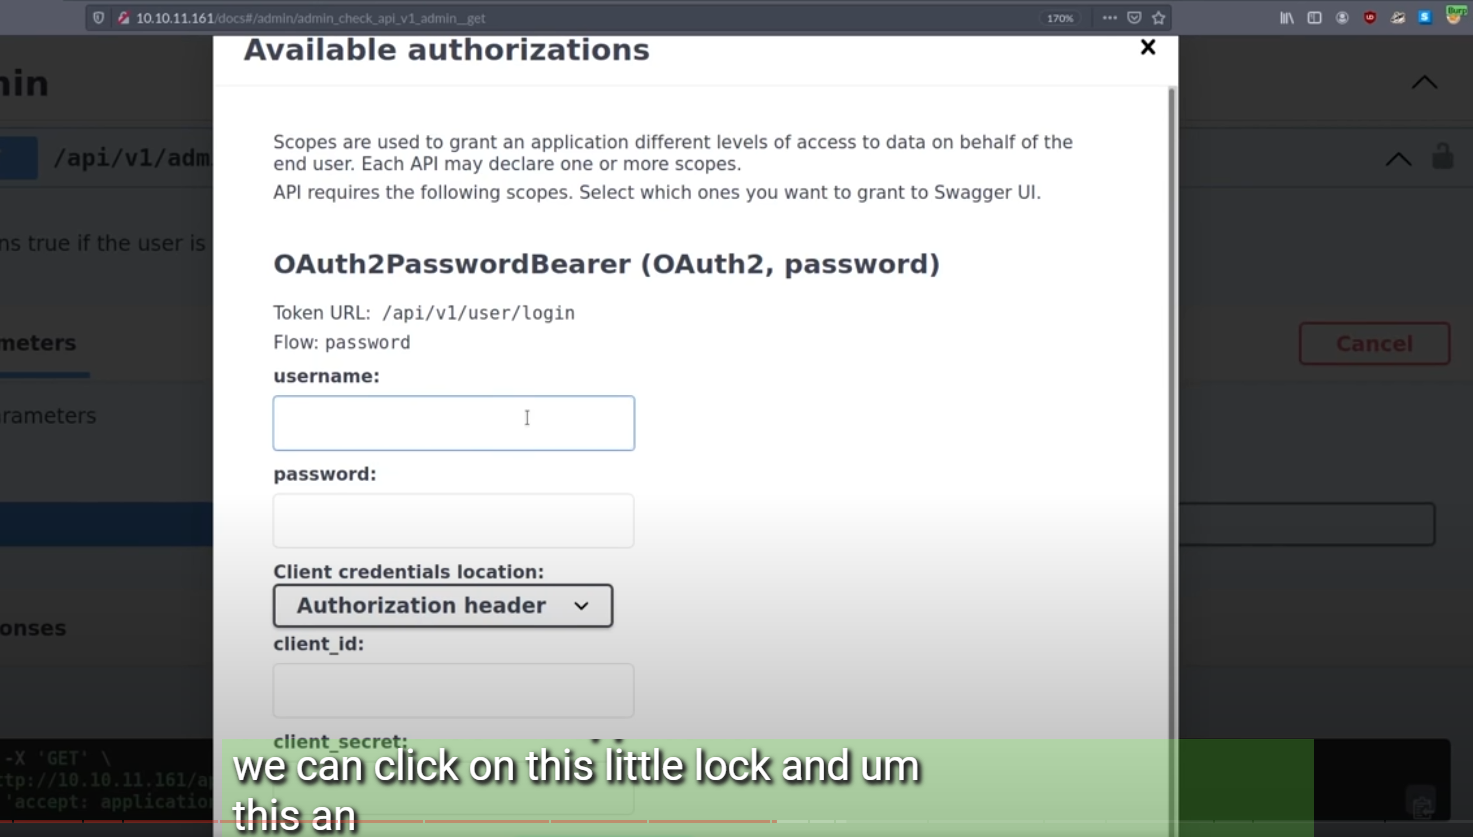 10.10.11.161/docs#/admin/admin_check_api_v1_admin__get
170%
Burp
Available authorizations
/api/v1/adm
Scopes are used to grant an application different levels of access to data on behalf of the
end user. Each API may declare one or more scopes.
API requires the following scopes. Select which ones you want to grant to Swagger UI.
ns true if the user is
OAuth2PasswordBearer (OAuth2, password)
Token URL: /api/v1/user/login
Flow: password
meters
Cancel
username:
rameters
password:
Client credentials location:
Authorization header
onses
client_id:
client_secret:
-X 'GET' \
ttp://10.10.11.161/a
'accept: application
we can click on this little lock and um
this an